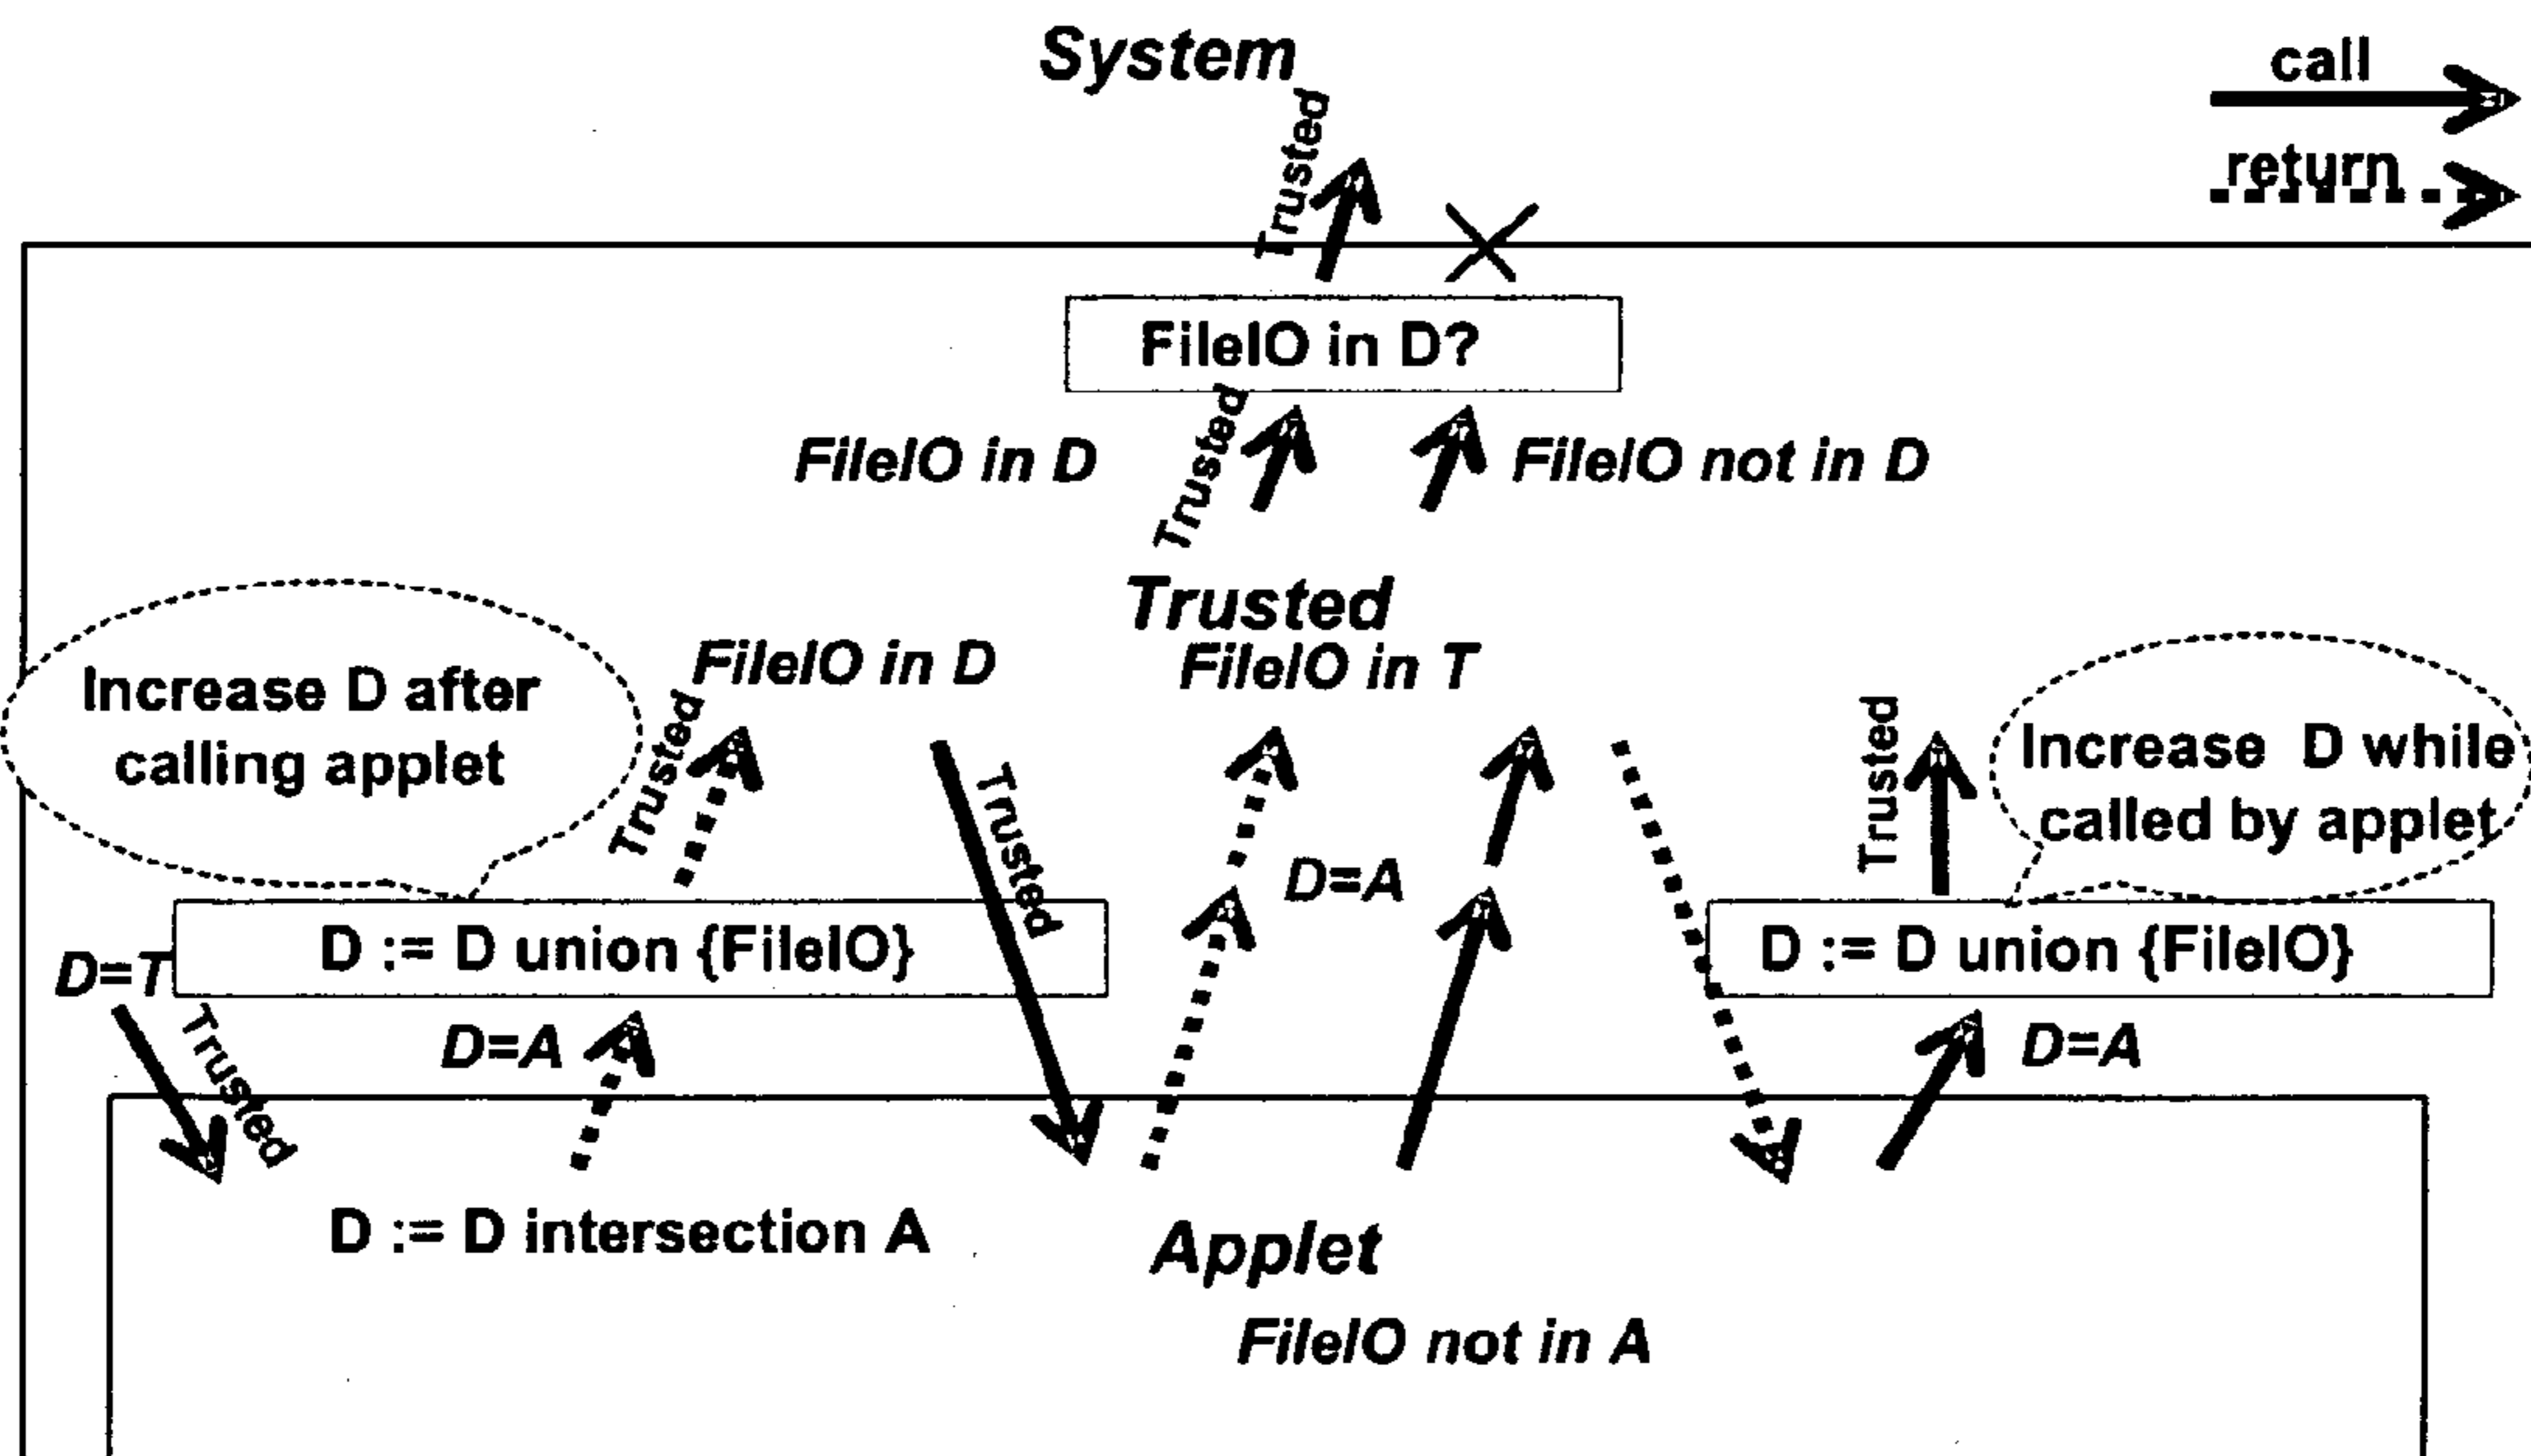 System
call
return
Trusted
FileIO in D?
Trusted
FileIO in D
FileIO not in D
Trusted
FileIO in D
FileIO in T
Increase D after
calling applet
Trusted
Trusted
Trusted
Increase D while
called by applet
D=A
D=T
D := D union {FileIO}
D := D union {FileIO}
Trusted
D=A
D=A
D := D intersection A
Applet
FileIO not in A